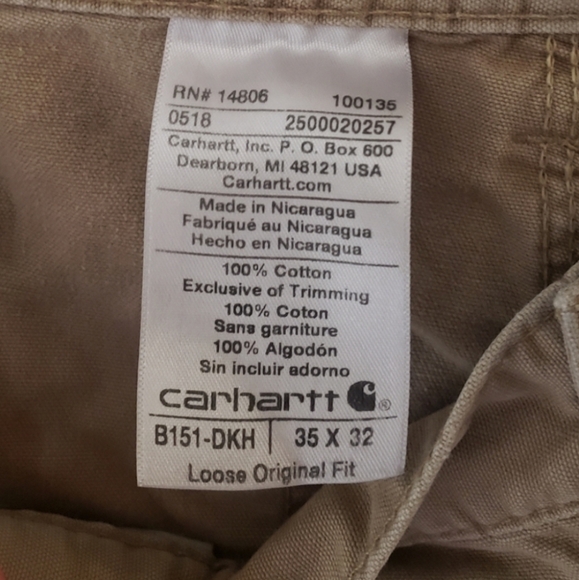 RN# 14806 100135
0518 2500020257
Carhartt, Inc. P. O. Box 600
Dearborn, MI 48121 USA
Carhartt.com
Made in Nicaragua
Fabriqué au Nicaragua
Hecho en Nicaragua
100% Cotton
Exclusive of Trimming
100% Coton
Sans garniture
100% Algodón
Sin incluir adorno
carhartt ®
B151-DKH | 35 X 32
Loose Original Fit